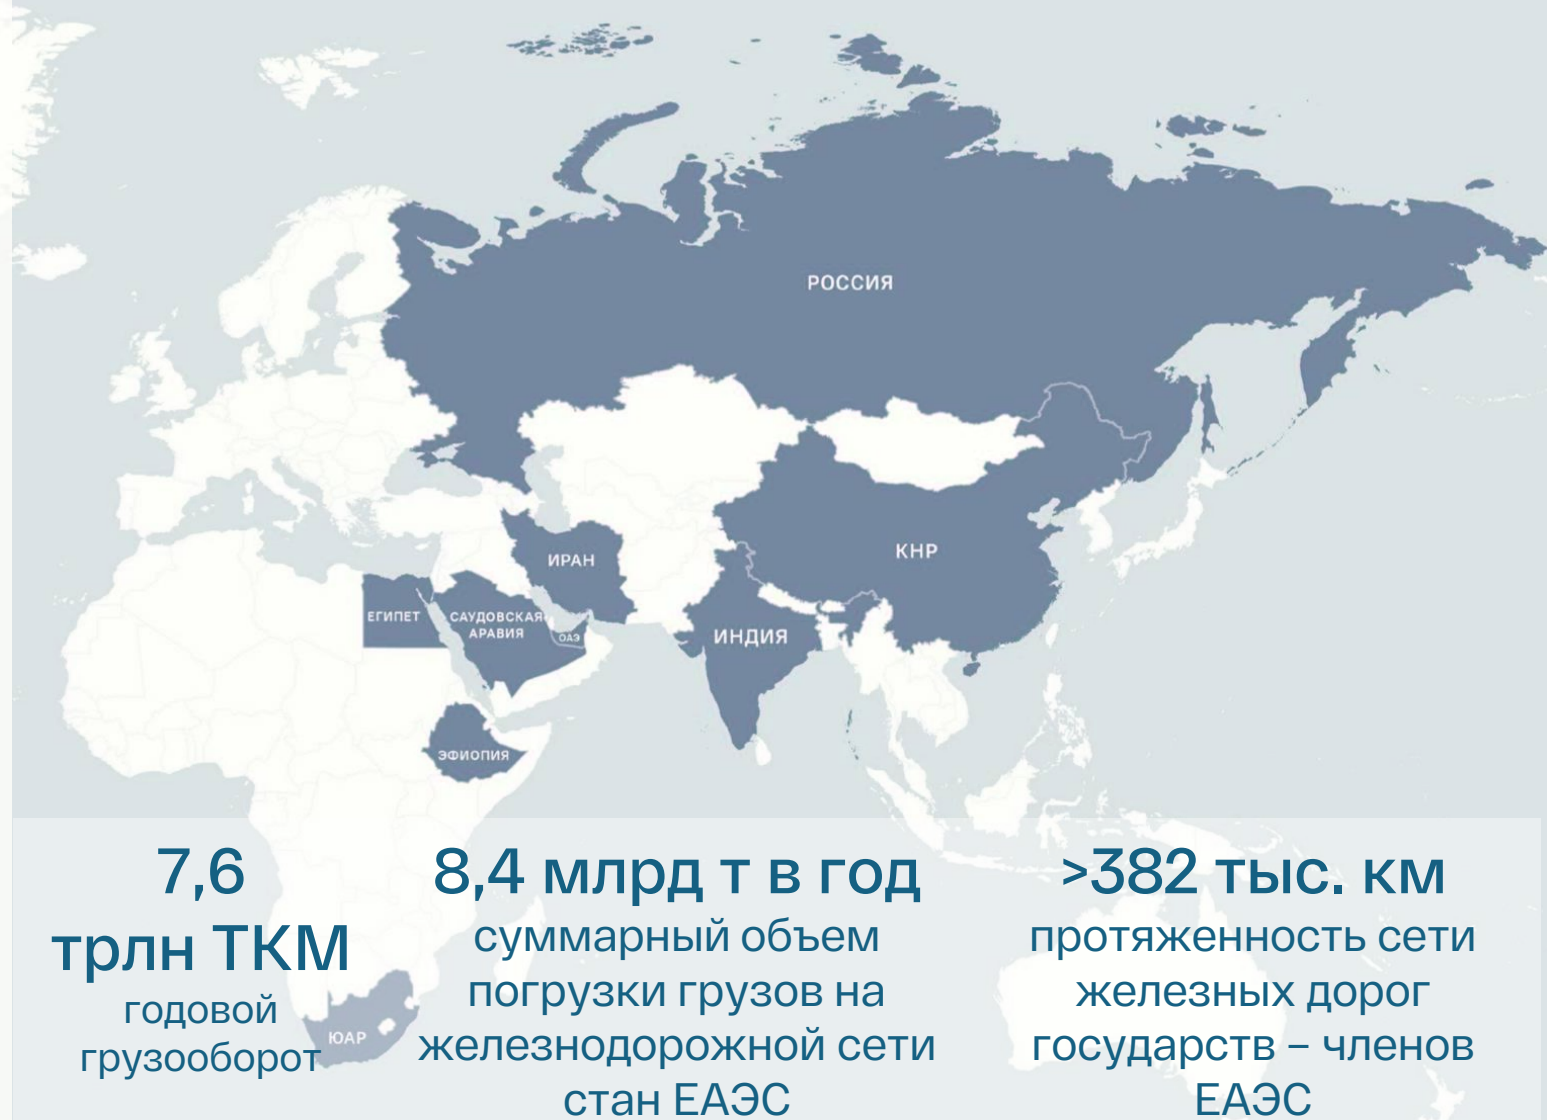 РОССИЯ
КНР
ИРАН
ЕГИПЕТ
САУДОВСКАЯ
АРАВИЯ
ОАЭ
ИНДИЯ
ЭФИОПИЯ
ЮАР
7,6
трлн ТКМ
годовой
грузооборот
8,4 млрд т в год
суммарный объем
погрузки грузов на
железнодорожной сети
стан ЕАЭС
>382 тыс. км
протяженность сети
железных дорог
государств – членов
ЕАЭС